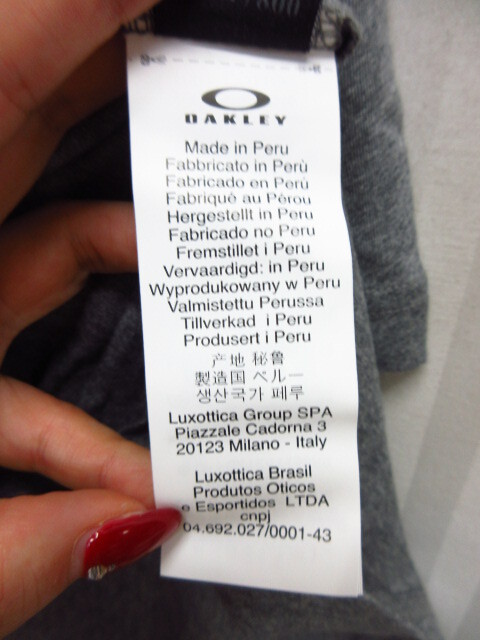 OAKLEY
Made in Peru
Fabbricato in Perù
Fabricado en Perú
Fabriqué au Pérou
Hergestellt in Peru
Fabricado no Peru
Fremstillet i Peru
Vervaardigd: in Peru
Wyprodukowany w Peru
Valmistettu Perussa
Tillverkad i Peru
Produsert i Peru
产地 秘鲁
製造国 ペルー
생산국가 페루
Luxottica Group SPA
Piazzale Cadorna 3
20123 Milano - Italy
Luxottica Brasil
Produtos Oticos
e Esportidos LTDA
cnpj
04.692.027/0001-43